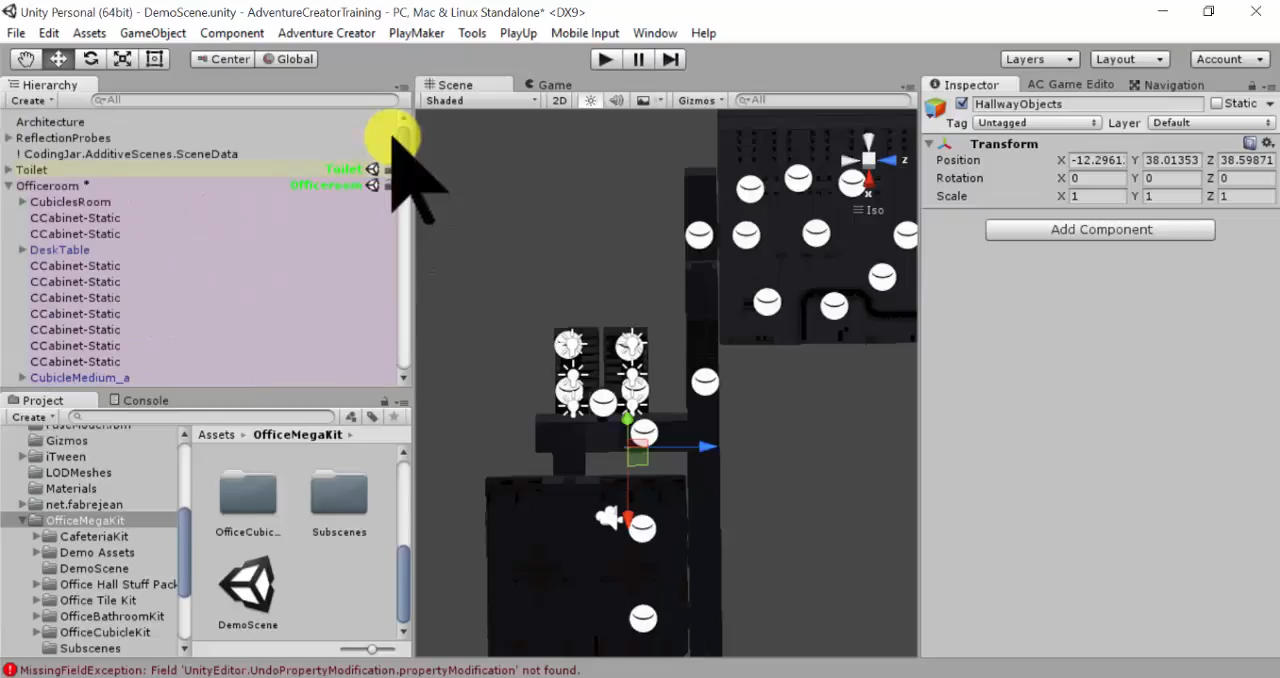 Unity Personal (64bit) - DemoScene.unity - AdventureCreatorTraining - PC, Mac & Linux Standalone* <DX9>
File Edit Assets GameObject Component Adventure Creator PlayMaker Tools PlayUp Mobile Input Window Help
Center Global Layers Layout Account
Hierarchy Scene Game Inspector AC Game Edito Navigation
Create All Shaded 2D Gizmos All
HallwayObjects Static
Tag Untagged Layer Default
Architecture
ReflectionProbes
! CodingJar.AdditiveScenes.SceneData
Toilet Toilet
Officeroom * Officeroom
CubiclesRoom
CCabinet-Static
CCabinet-Static
DeskTable
CCabinet-Static
CCabinet-Static
CCabinet-Static
CCabinet-Static
CCabinet-Static
CCabinet-Static
CCabinet-Static
CubicleMedium_a
z
x
Iso
Transform
Position X -12.2961. Y 38.01353 Z 38.59871
Rotation X 0 Y 0 Z 0
Scale X 1 Y 1 Z 1
Add Component
Project Console
Create
Gizmos
iTween
LODMeshes
Materials
net.fabrejean
OfficeMegaKit
CafeteriaKit
Demo Assets
DemoScene
Office Hall Stuff Pack
Office Tile Kit
OfficeBathroomKit
OfficeCubicleKit
Subscenes
Assets OfficeMegaKit
OfficeCubic... Subscenes
DemoScene
MissingFieldException: Field 'UnityEditor.UndoPropertyModification.propertyModification' not found.